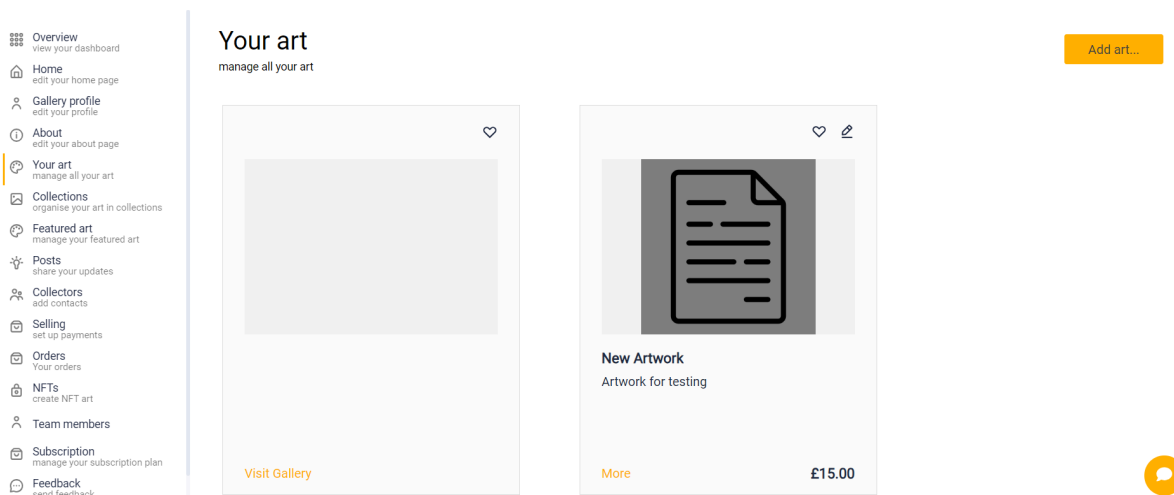 Overview
view your dashboard
Home
edit your home page
Gallery profile
edit your profile
About
edit your about page
Your art
manage all your art
Collections
organise your art in collections
Featured art
manage your featured art
Posts
share your updates
Collectors
add contacts
Selling
set up payments
Orders
Your orders
NFTs
create NFT art
Team members
Subscription
manage your subscription plan
Feedback
send feedback
Your art
manage all your art
Add art...
Visit Gallery
New Artwork
Artwork for testing
More
£15.00